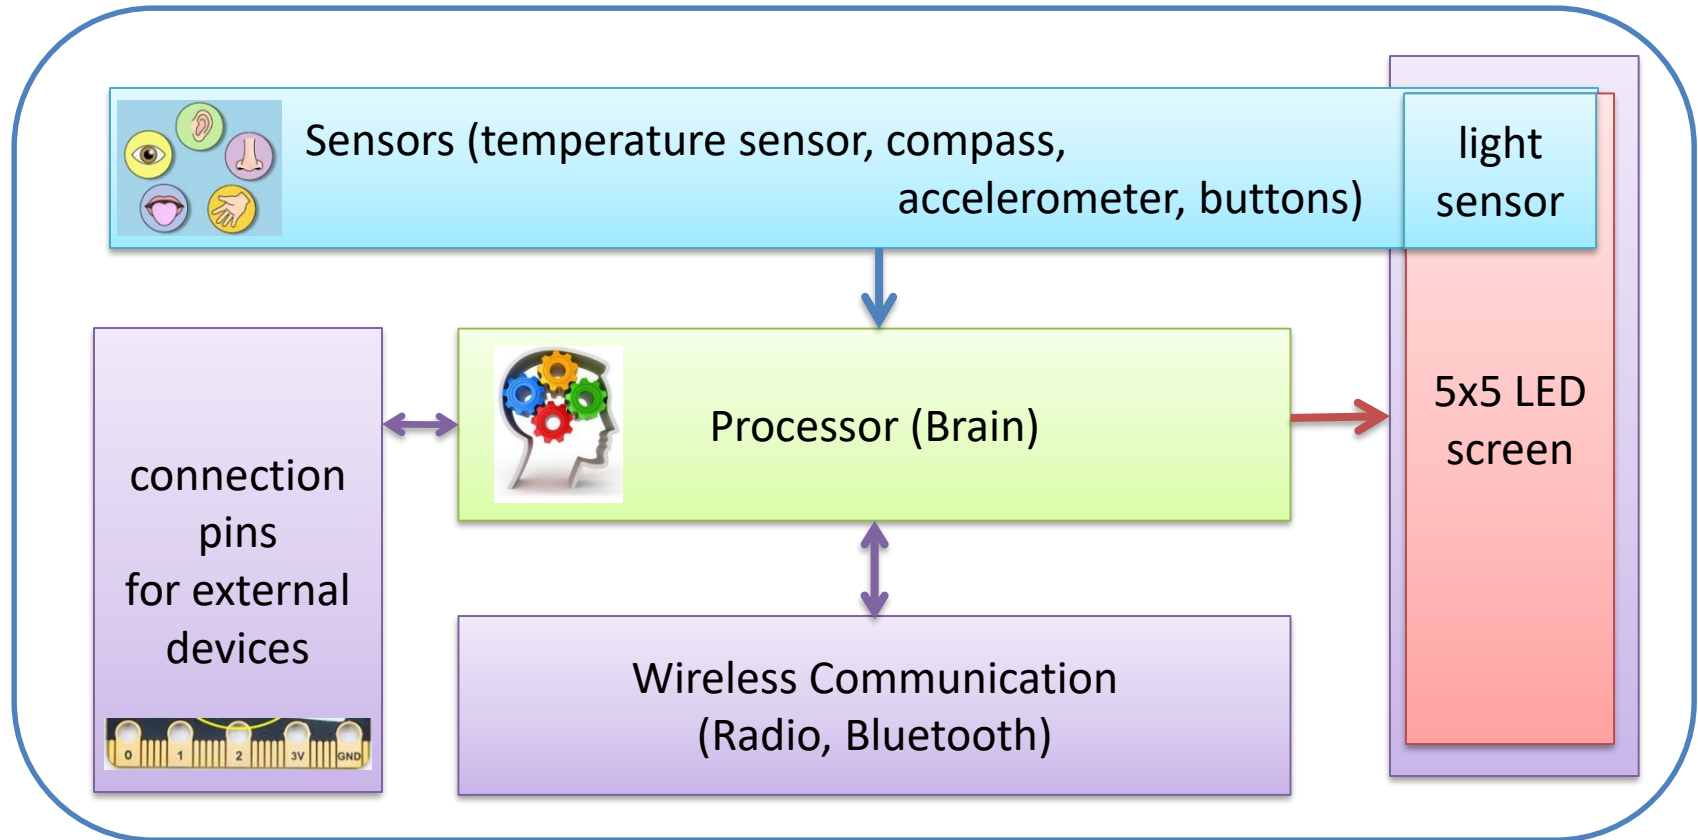 Sensors (temperature sensor, compass,
accelerometer, buttons)
light
sensor
connection
pins
for external
devices
0 1 2 3V GND
Processor (Brain)
5x5 LED
screen
Wireless Communication
(Radio, Bluetooth)